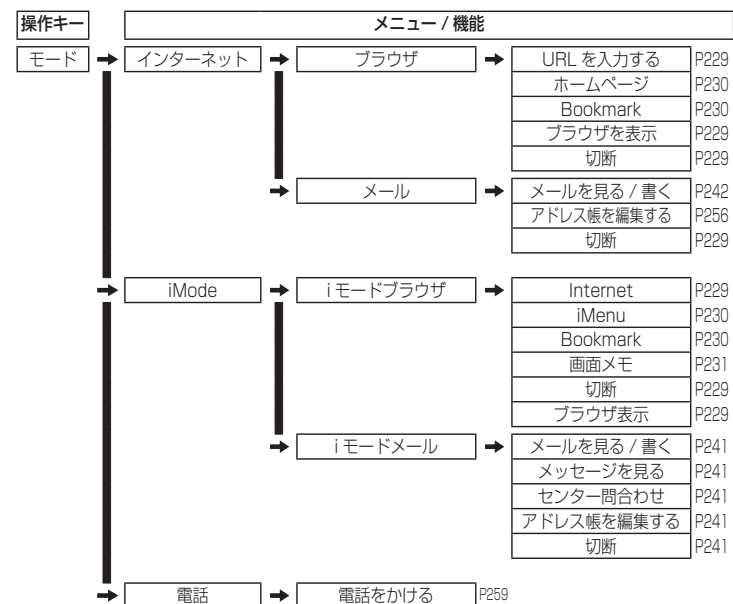 操作キー メニュー / 機能
モード インターネット ブラウザ URL を入力する P229
ホームページ P230
Bookmark P230
ブラウザを表示 P229
切断 P229
メール メールを見る / 書く P242
アドレス帳を編集する P256
切断 P229
iMode i モードブラウザ Internet P229
iMenu P230
Bookmark P230
画面メモ P231
切断 P229
ブラウザ表示 P229
i モードメール メールを見る / 書く P241
メッセージを見る P241
センター問合わせ P241
アドレス帳を編集する P241
切断 P241
電話 電話をかける P259